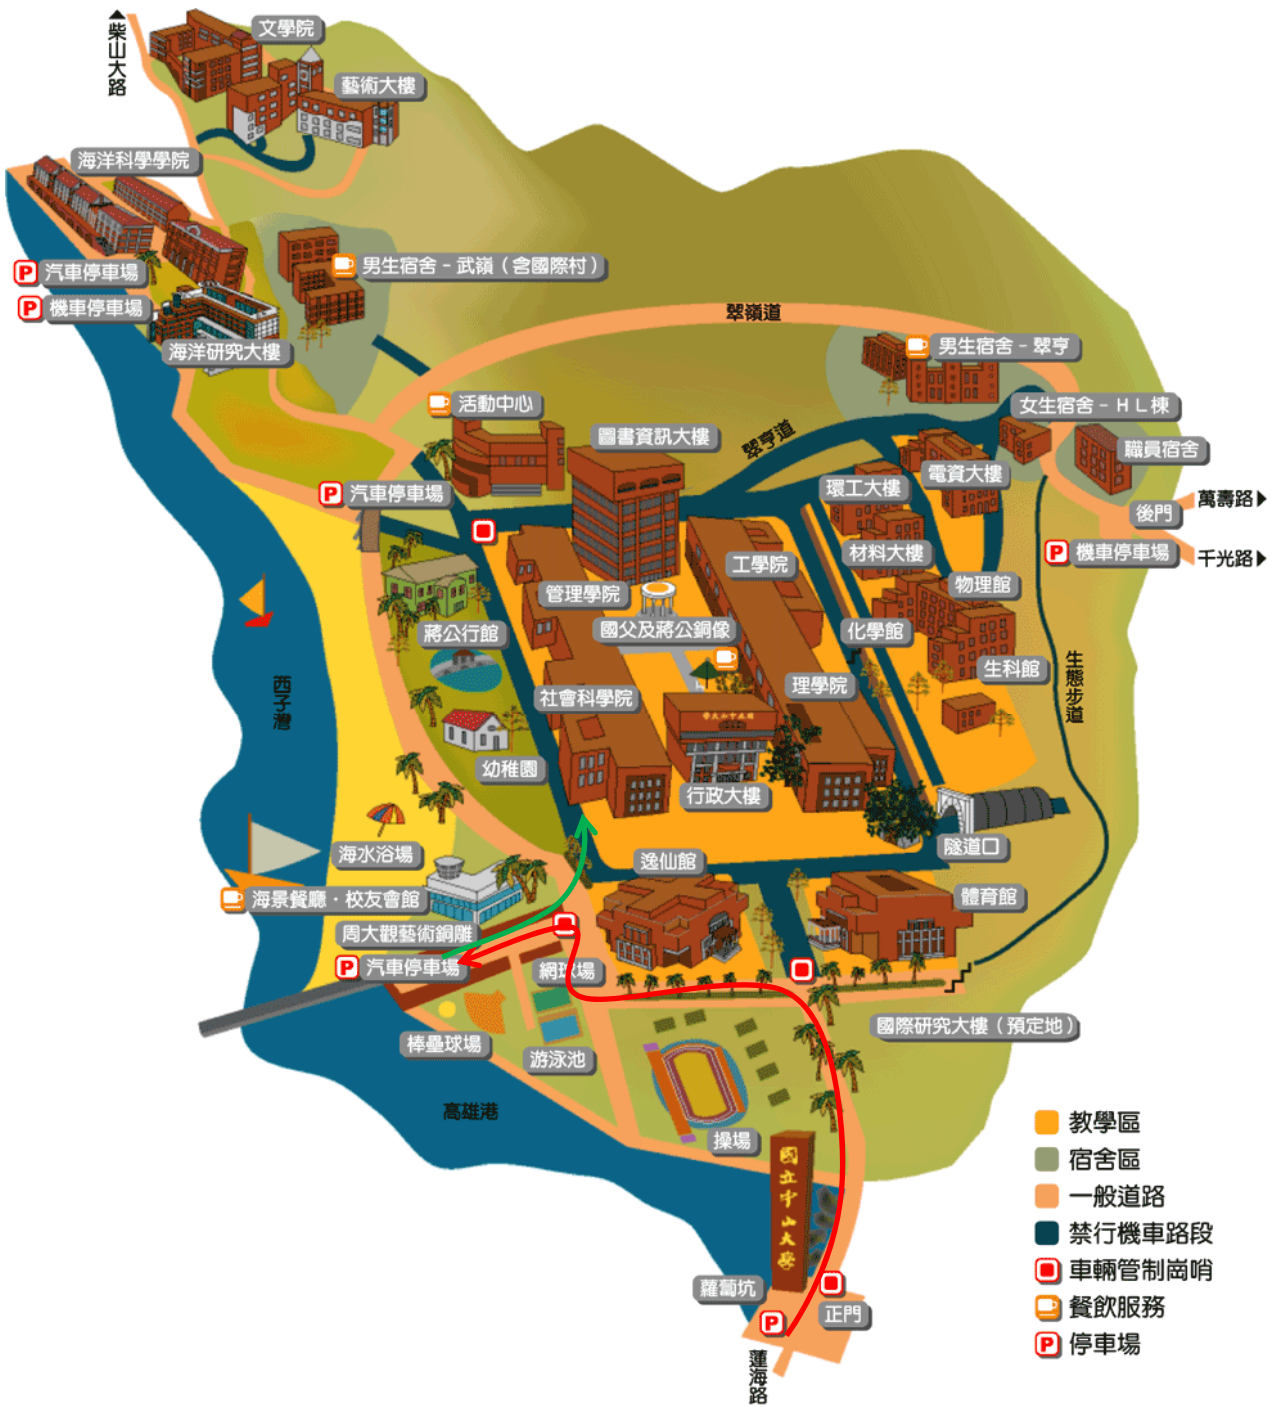 文學院
柴山大路
藝術大樓
海洋科學學院
汽車停車場
男生宿舍－武嶺（含國際村）
機車停車場
翠嶺道
海洋研究大樓
男生宿舍－翠亨
活動中心
女生宿舍－ＨＬ棟
圖書資訊大樓
翠亨道
職員宿舍
電資大樓
汽車停車場
環工大樓
萬壽路
後門
材料大樓
機車停車場
千光路
工學院
物理館
管理學院
蔣公行館
國父及蔣公銅像
化學館
生科館
生態步道
西子灣
社會科學院
理學院
國立中山大學
幼稚園
行政大樓
海水浴場
逸仙館
隧道口
海景餐廳．校友會館
體育館
周大觀藝術銅雕
汽車停車場
網球場
國際研究大樓（預定地）
棒壘球場
游泳池
高雄港
操場
國立中山大學
蘿蔔坑
正門
蓮海路
教學區
宿舍區
一般道路
禁行機車路段
車輛管制崗哨
餐飲服務
P 停車場